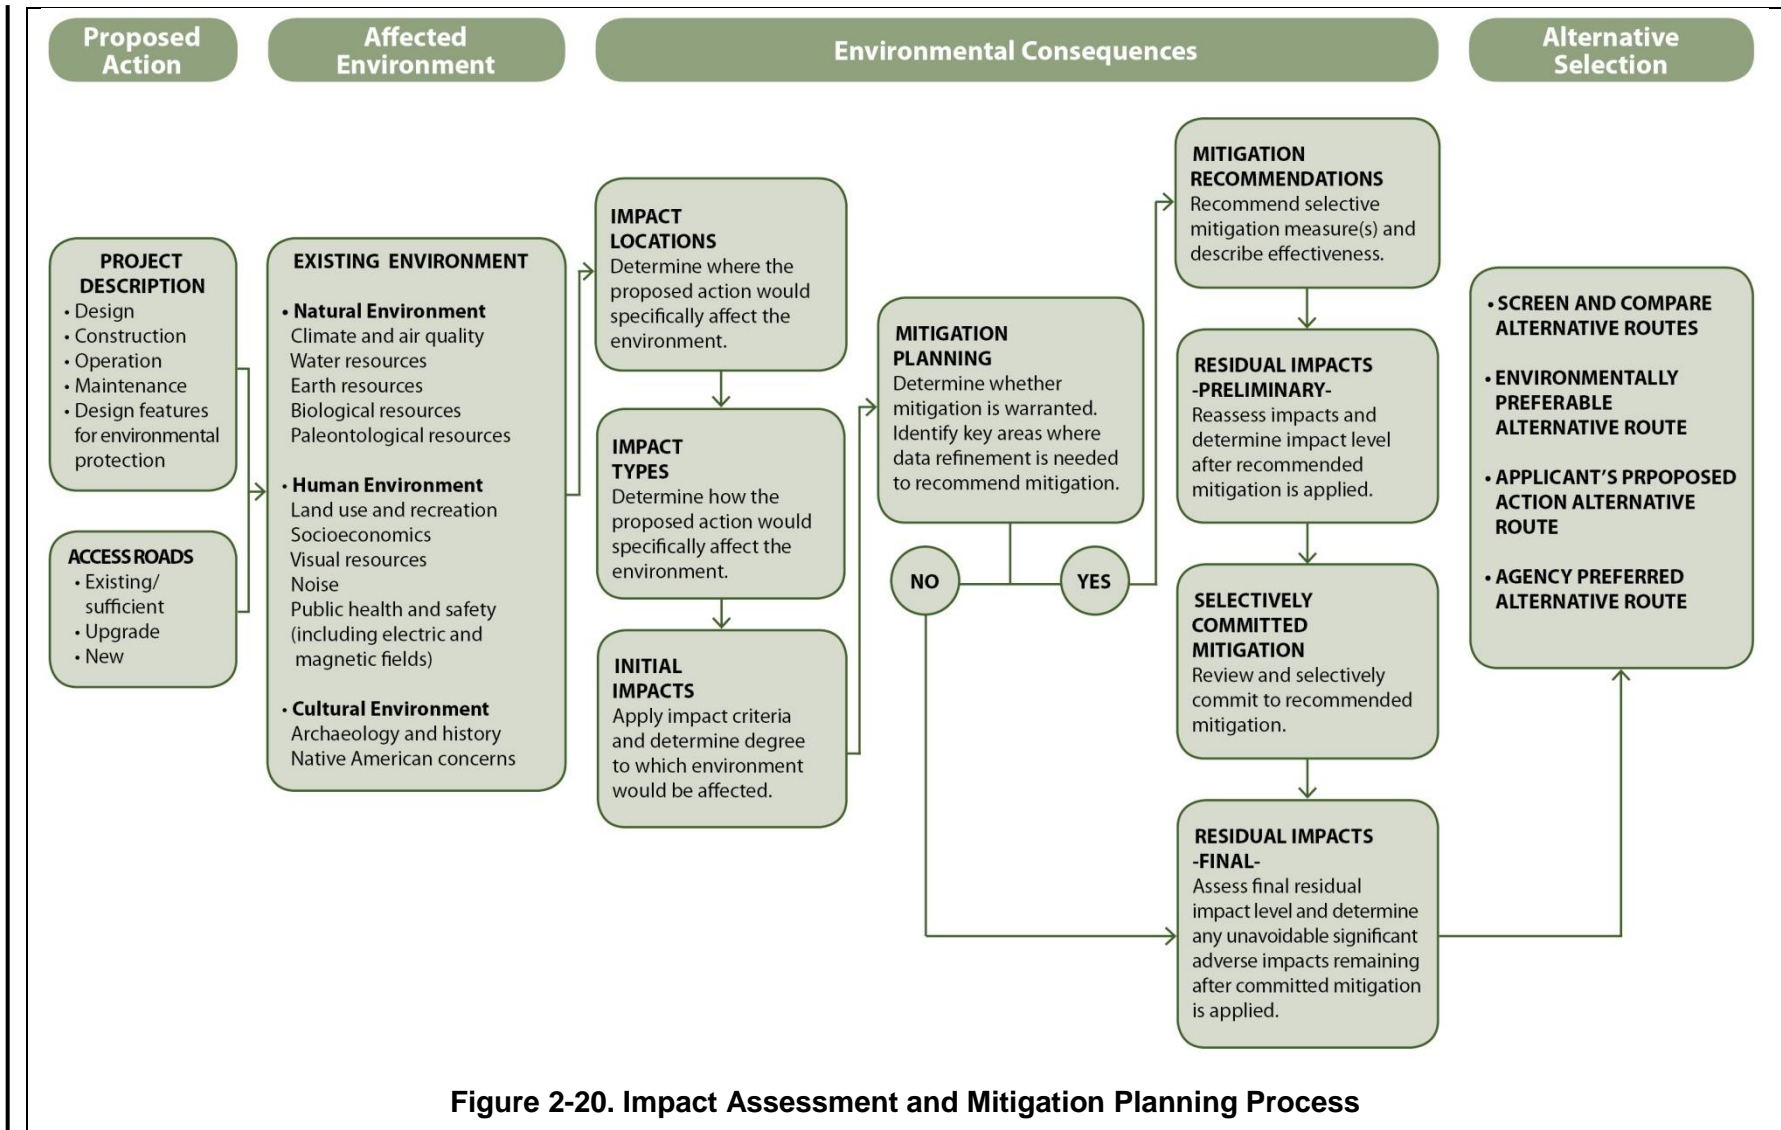 Proposed
Action
Affected
Environment
Environmental Consequences
Alternative
Selection
PROJECT
DESCRIPTION
• Design
• Construction
• Operation
• Maintenance
• Design features
for environmental
protection
ACCESS ROADS
• Existing/
sufficient
• Upgrade
• New
EXISTING ENVIRONMENT
• Natural Environment
Climate and air quality
Water resources
Earth resources
Biological resources
Paleontological resources
• Human Environment
Land use and recreation
Socioeconomics
Visual resources
Noise
Public health and safety
(including electric and
magnetic fields)
• Cultural Environment
Archaeology and history
Native American concerns
IMPACT
LOCATIONS
Determine where the
proposed action would
specifically affect the
environment.
IMPACT
TYPES
Determine how the
proposed action would
specifically affect the
environment.
INITIAL
IMPACTS
Apply impact criteria
and determine degree
to which environment
would be affected.
MITIGATION
PLANNING
Determine whether
mitigation is warranted.
Identify key areas where
data refinement is needed
to recommend mitigation.
NO
YES
MITIGATION
RECOMMENDATIONS
Recommend selective
mitigation measure(s) and
describe effectiveness.
RESIDUAL IMPACTS
-PRELIMINARY-
Reassess impacts and
determine impact level
after recommended
mitigation is applied.
SELECTIVELY
COMMITTED
MITIGATION
Review and selectively
commit to recommended
mitigation.
RESIDUAL IMPACTS
-FINAL-
Assess final residual
impact level and determine
any unavoidable significant
adverse impacts remaining
after committed mitigation
is applied.
• SCREEN AND COMPARE
ALTERNATIVE ROUTES
• ENVIRONMENTALLY
PREFERABLE
ALTERNATIVE ROUTE
• APPLICANT'S PRPOPOSED
ACTION ALTERNATIVE
ROUTE
• AGENCY PREFERRED
ALTERNATIVE ROUTE
Figure 2-20. Impact Assessment and Mitigation Planning Process